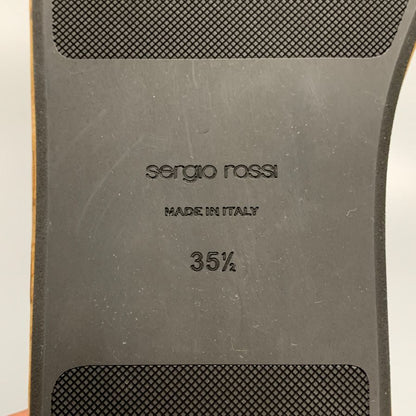 sergio rossi
MADE IN ITALY
35½